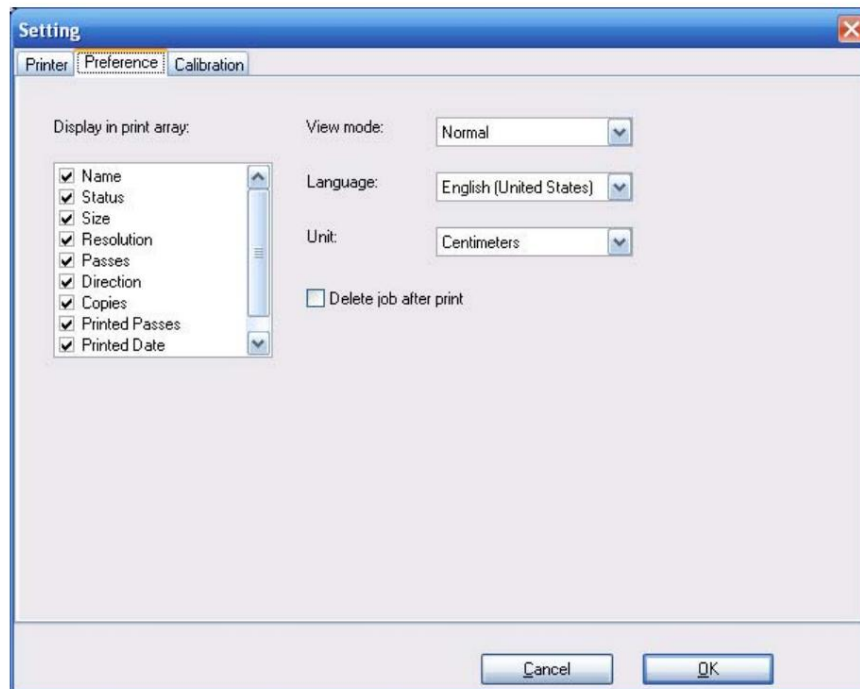 Setting
Printer Preference Calibration
Display in print array:
Name
Status
Size
Resolution
Passes
Direction
Copies
Printed Passes
Printed Date
View mode: Normal
Language: English (United States)
Unit: Centimeters
Delete job after print
Cancel OK